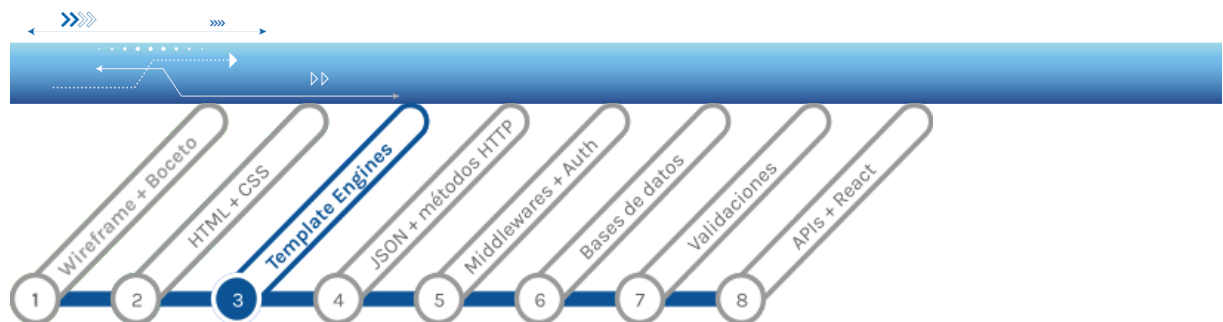 Wireframe + Boceto
HTML + CSS
Template Engines
JSON + métodos HTTP
Middlewares + Auth
Bases de datos
Validaciones
APIs + React
1
2
3
4
5
6
7
8